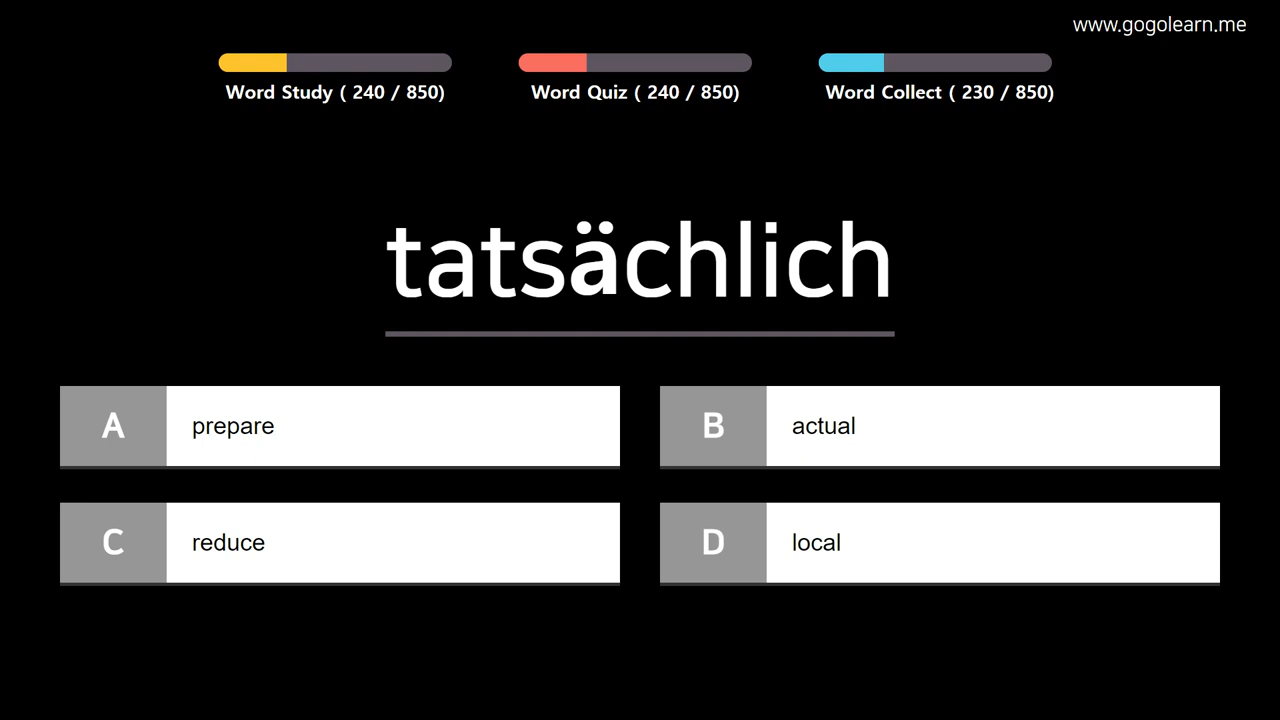 www.gogolearn.me
Word Study ( 240 / 850)
Word Quiz ( 240 / 850)
Word Collect ( 230 / 850)
tatsächlich
A prepare
B actual
C reduce
D local